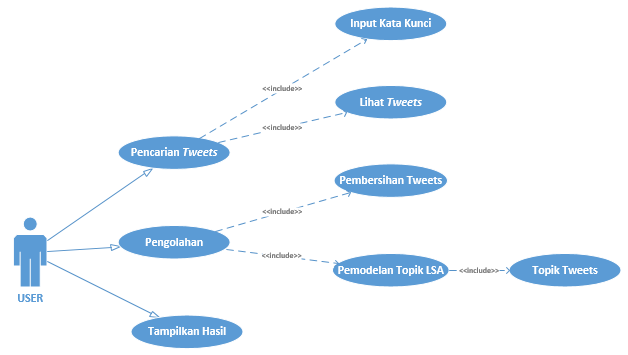 Input Kata Kunci
<<include>>
Lihat Tweets
<<include>>
Pencarian Tweets
Pembersihan Tweets
<<include>>
Pengolahan
<<include>>
Pemodelan Topik LSA
<<include>>
Topik Tweets
USER
Tampilkan Hasil